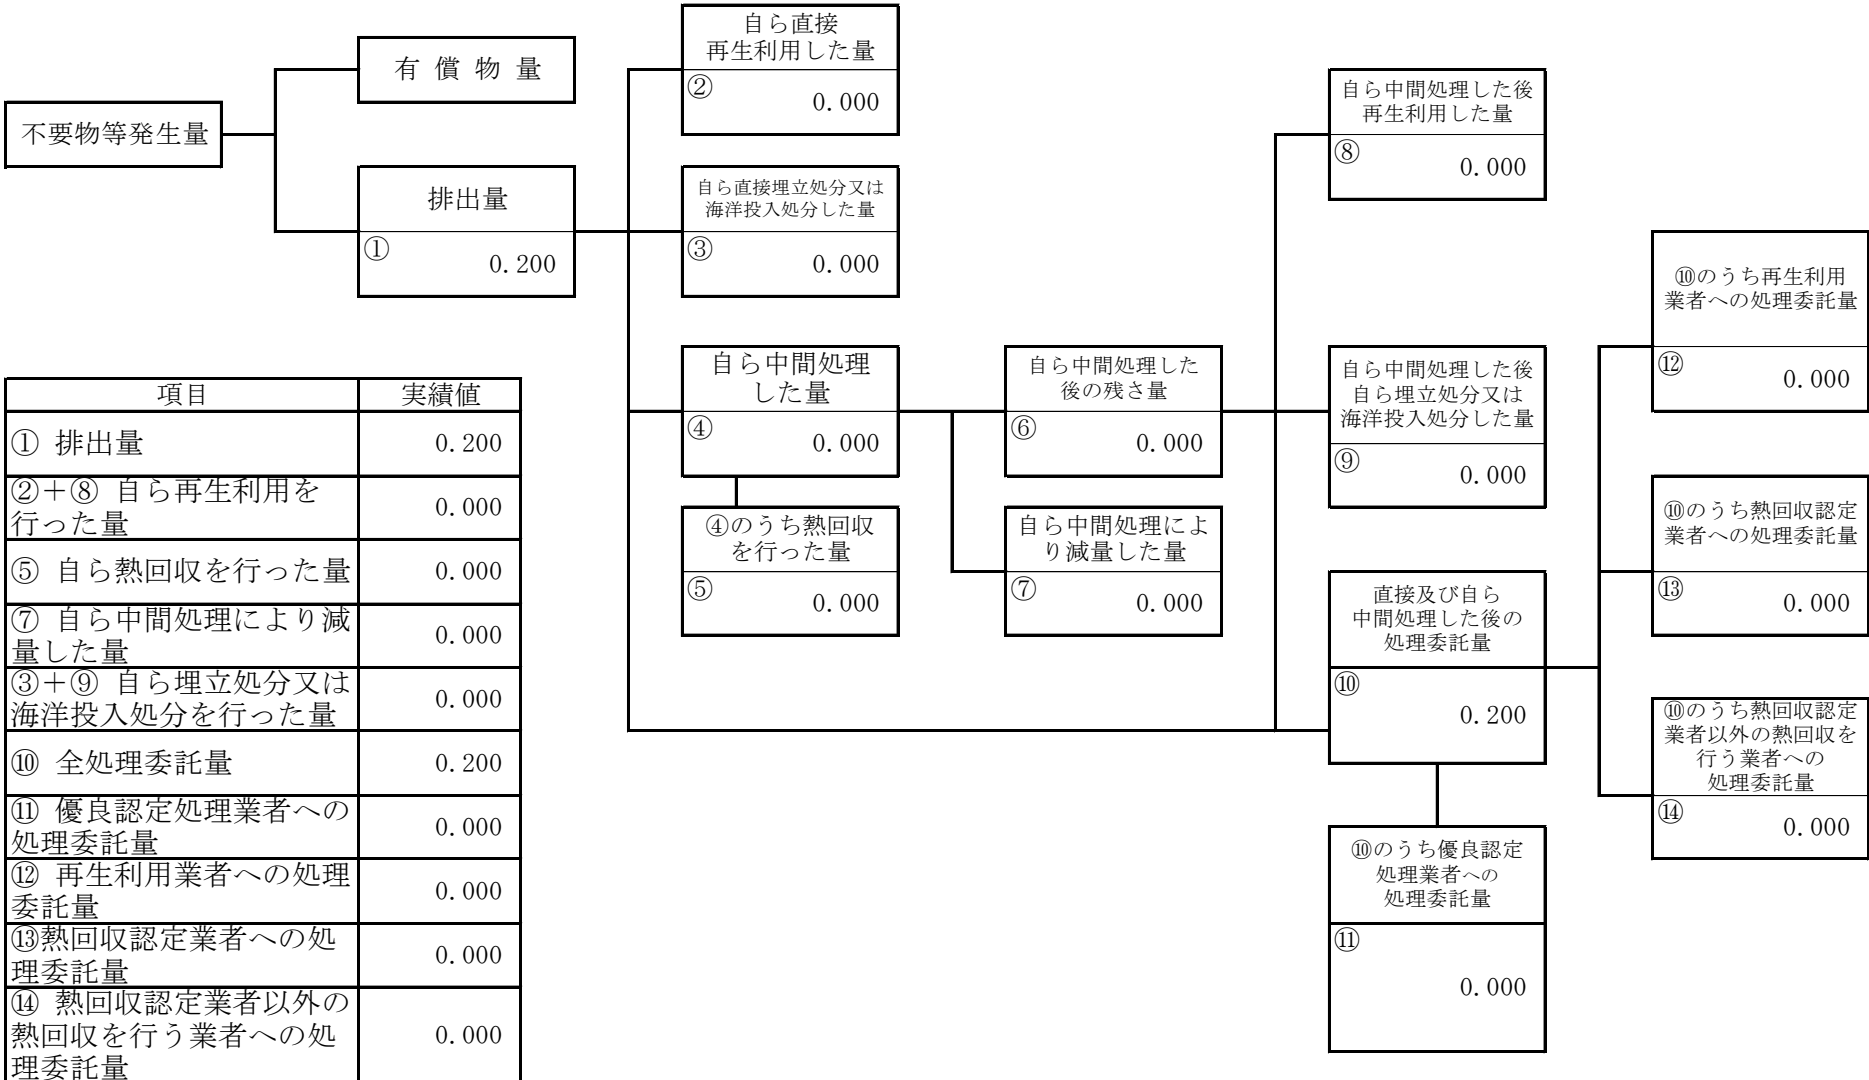 不要物等発生量
有 償 物 量
排出量
①
0.200
自ら直接
再生利用した量
②
0.000
自ら直接埋立処分又は
海洋投入処分した量
③
0.000
自ら中間処理
した量
④
0.000
④のうち熱回収
を行った量
⑤
0.000
自ら中間処理した
後の残さ量
⑥
0.000
自ら中間処理によ
り減量した量
⑦
0.000
自ら中間処理した後
再生利用した量
⑧
0.000
自ら中間処理した後
自ら埋立処分又は
海洋投入処分した量
⑨
0.000
直接及び自ら
中間処理した後の
処理委託量
⑩
0.200
⑩のうち優良認定
処理業者への
処理委託量
⑪
0.000
⑩のうち再生利用
業者への処理委託量
⑫
0.000
⑩のうち熱回収認定
業者への処理委託量
⑬
0.000
⑩のうち熱回収認定
業者以外の熱回収を
行う業者への
処理委託量
⑭
0.000
項目 実績値
① 排出量 0.200
②＋⑧ 自ら再生利用を
行った量 0.000
⑤ 自ら熱回収を行った量 0.000
⑦ 自ら中間処理により減
量した量 0.000
③＋⑨ 自ら埋立処分又は
海洋投入処分を行った量 0.000
⑩ 全処理委託量 0.200
⑪ 優良認定処理業者への
処理委託量 0.000
⑫ 再生利用業者への処理
委託量 0.000
⑬熱回収認定業者への処
理委託量 0.000
⑭ 熱回収認定業者以外の
熱回収を行う業者への処
理委託量 0.000